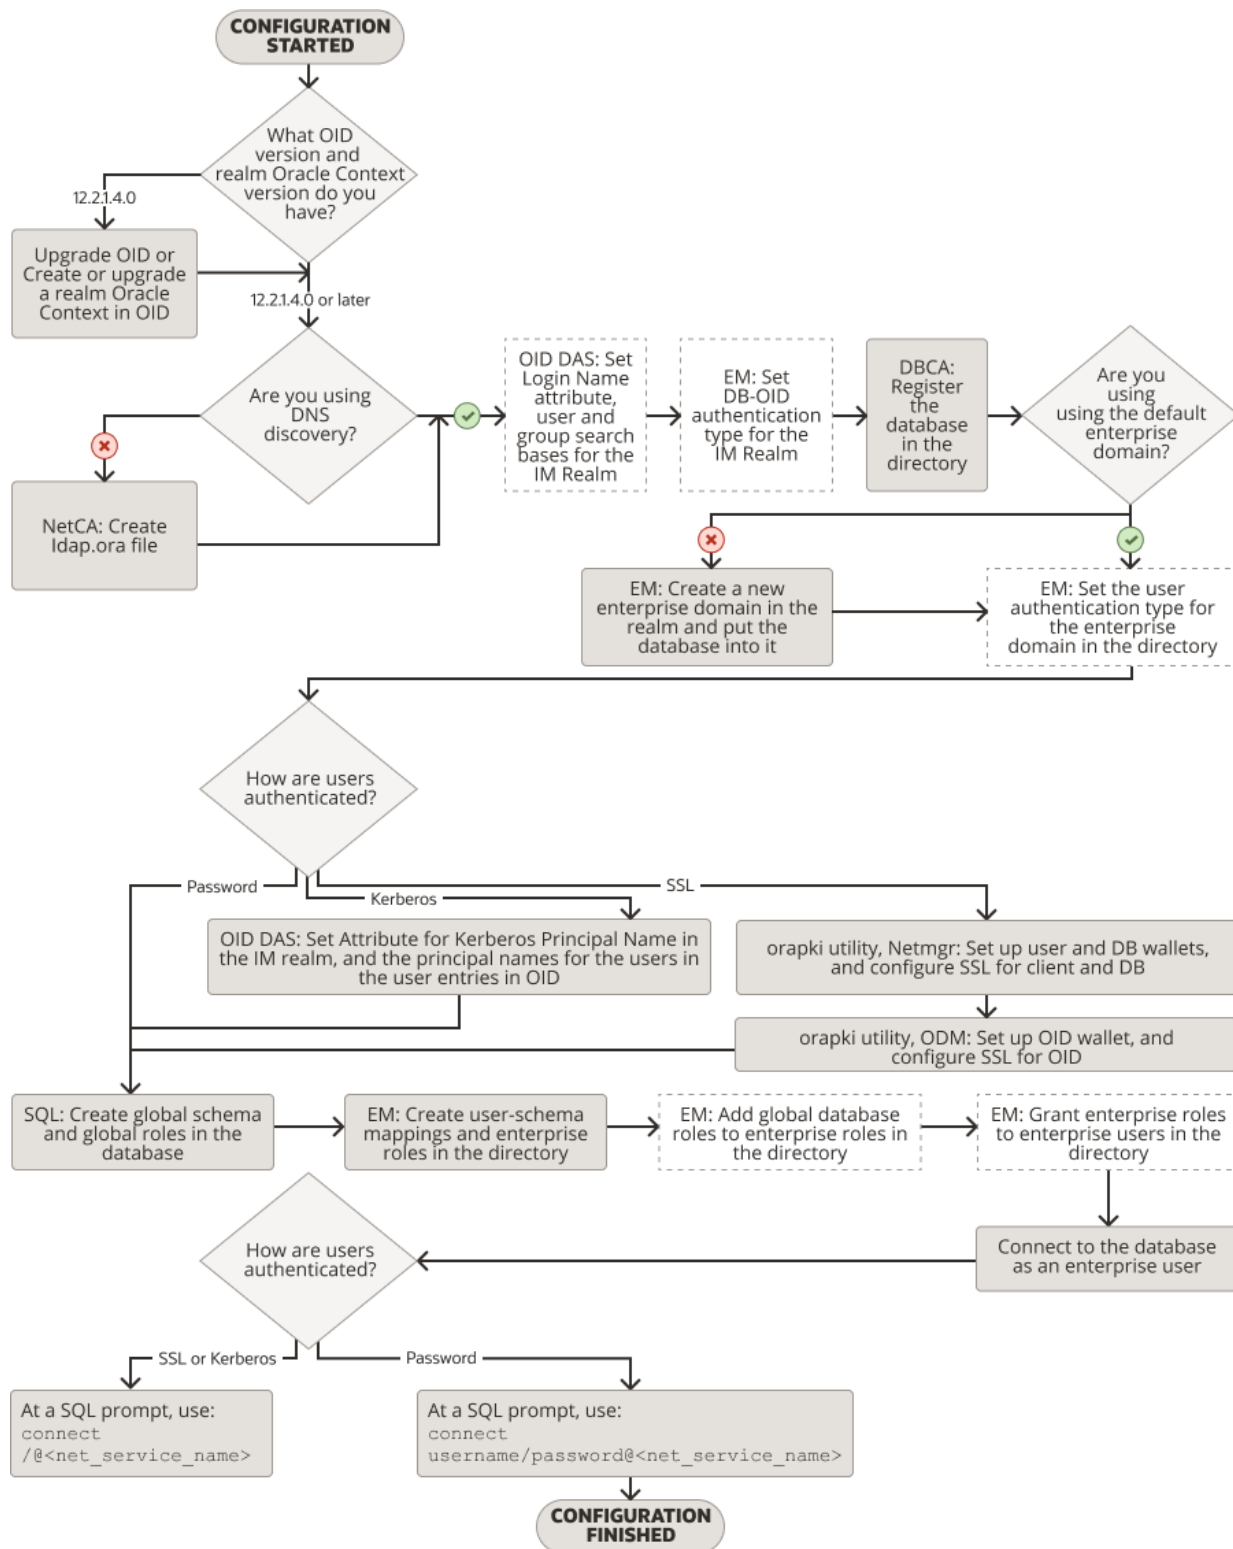 CONFIGURATION
STARTED
What OID
version and
realm Oracle Context
version do you
have?
12.2.1.4.0
Upgrade OID or
Create or upgrade
a realm Oracle
Context in OID
12.2.1.4.0 or later
Are you using
DNS
discovery?
NetCA: Create
ldap.ora file
OID DAS: Set
Login Name
attribute,
user and
group search
bases for the
IM Realm
EM: Set
DB-OID
authentication
type for the
IM Realm
DBCA:
Register
the
database
in the
directory
Are you
using
using the default
enterprise
domain?
EM: Create a new
enterprise domain in the
realm and put the
database into it
EM: Set the user
authentication type for
the enterprise
domain in the directory
How are users
authenticated?
Password
Kerberos
SSL
OID DAS: Set Attribute for Kerberos Principal Name in
the IM realm, and the principal names for the users in
the user entries in OID
orapki utility, Netmgr: Set up user and DB wallets,
and configure SSL for client and DB
orapki utility, ODM: Set up OID wallet, and
configure SSL for OID
SQL: Create global schema
and global roles in the
database
EM: Create user-schema
mappings and enterprise
roles in the directory
EM: Add global database
roles to enterprise roles in
the directory
EM: Grant enterprise roles
to enterprise users in the
directory
Connect to the database
as an enterprise user
How are users
authenticated?
SSL or Kerberos
Password
At a SQL prompt, use:
connect
/@<net_service_name>
At a SQL prompt, use:
connect
username/password@<net_service_name>
CONFIGURATION
FINISHED